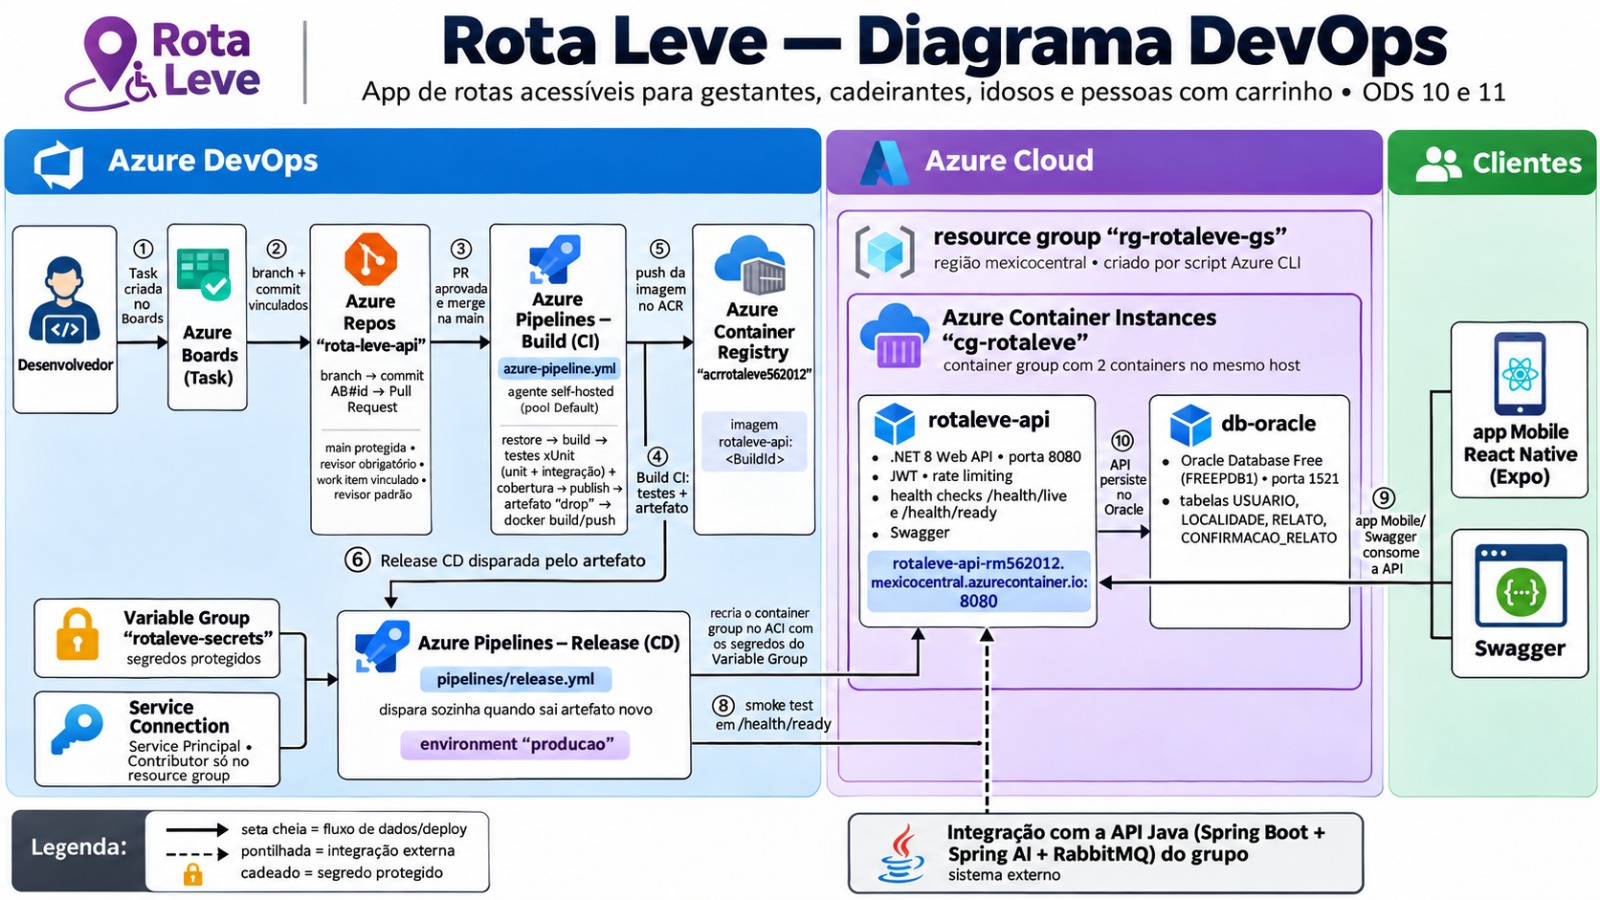 Rota
Leve
Rota Leve — Diagrama DevOps
App de rotas acessíveis para gestantes, cadeirantes, idosos e pessoas com carrinho • ODS 10 e 11
Azure DevOps
Desenvolvedor
①
Task
criada
no
Boards
Azure
Boards
(Task)
②
branch +
commit
vinculados
Azure
Repos
“rota-leve-api”
branch → commit
AB#id → Pull
Request
main protegida •
revisor obrigatório •
work item vinculado •
revisor padrão
③
PR
aprovada
e merge
na main
Azure
Pipelines –
Build (CI)
azure-pipeline.yml
agente self-hosted
(pool Default)
restore → build →
testes xUnit
(unit + integração) +
cobertura → publish →
artefato “drop” →
docker build/push
⑤
push da
imagem
no ACR
④
Build CI:
testes +
artefato
Azure
Container
Registry
“acrrotaleve562012”
imagem
rotaleve-api:
<BuildId>
⑥ Release CD disparada pelo artefato
Variable Group
“rotaleve-secrets”
segredos protegidos
Service
Connection
Service Principal •
Contributor só no
resource group
Azure Pipelines – Release (CD)
pipelines/release.yml
dispara sozinha quando sai artefato novo
environment “producao”
recria o container
group no ACI com
os segredos do
Variable Group
⑧ smoke test
em /health/ready
Azure Cloud
resource group “rg-rotaleve-gs”
região mexicocentral • criado por script Azure CLI
Azure Container Instances
“cg-rotaleve”
container group com 2 containers no mesmo host
rotaleve-api
• .NET 8 Web API • porta 8080
• JWT • rate limiting
• health checks /health/live
e /health/ready
• Swagger
rotaleve-api-rm562012.
mexicocentral.azurecontainer.io:
8080
⑩
API
persiste
no
Oracle
db-oracle
• Oracle Database Free
(FREEPDB1) • porta 1521
• tabelas USUARIO,
LOCALIDADE, RELATO,
CONFIRMACAO_RELATO
Clientes
⑨
app Mobile/
Swagger
consome
a API
app Mobile
React Native
(Expo)
{···}
Swagger
Legenda:
seta cheia = fluxo de dados/deploy
pontilhada = integração externa
cadeado = segredo protegido
Integração com a API Java (Spring Boot +
Spring AI + RabbitMQ) do grupo
sistema externo